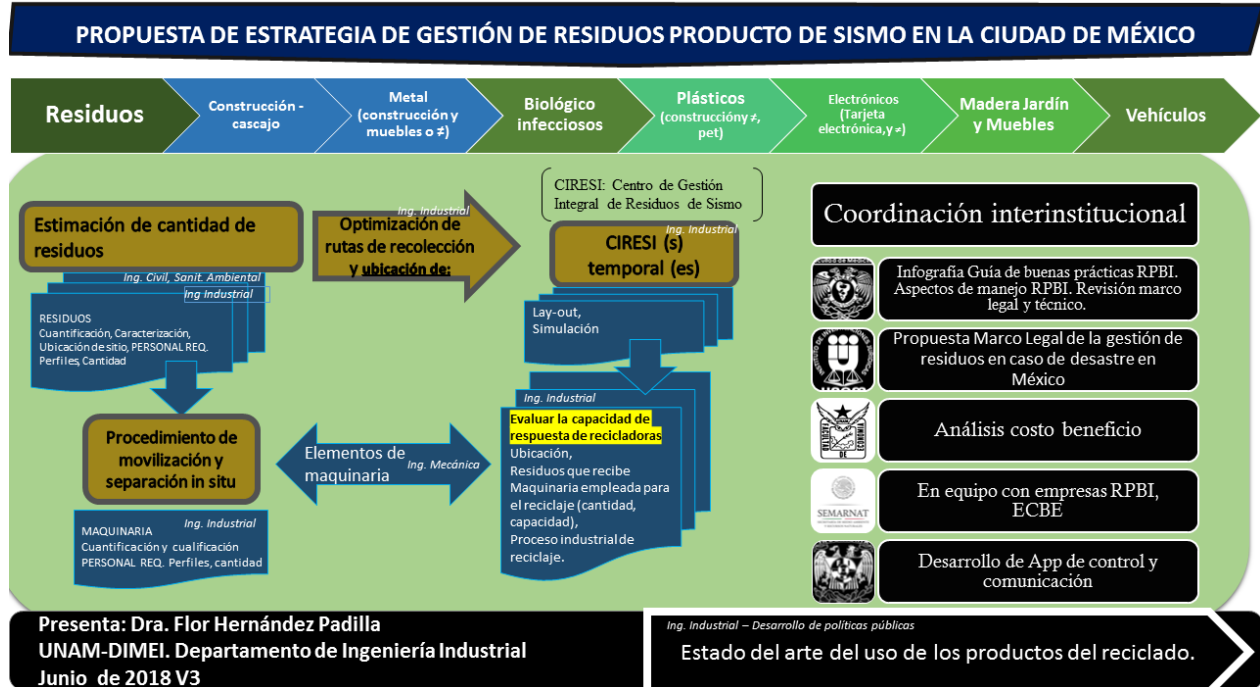 PROPUESTA DE ESTRATEGIA DE GESTIÓN DE RESIDUOS PRODUCTO DE SISMO EN LA CIUDAD DE MÉXICO
Residuos
Construcción -
cascajo
Metal
(construcción y
muebles o ≠)
Biológico
infecciosos
Plásticos
(construccióny ≠,
pet)
Electrónicos
(Tarjeta
electrónica,y ≠)
Madera Jardín
y Muebles
Vehículos
Estimación de cantidad de
residuos
Ing. Civil, Sanit. Ambiental
Ing Industrial
RESIDUOS
Cuantificación, Caracterización,
Ubicación de sitio, PERSONAL REQ.
Perfiles, Cantidad
Procedimiento de
movilización y
separación in situ
Ing. Industrial
MAQUINARIA
Cuantificación y cualificación
PERSONAL REQ. Perfiles, cantidad
Ing. Industrial
Optimización de
rutas de recolección
y ubicación de:
Elementos de
maquinaria
Ing. Mecánica
CIRESI: Centro de Gestión
Integral de Residuos de Sismo
Ing. Industrial
CIRESI (s)
temporal (es)
Lay-out,
Simulación
Ing. Industrial
Evaluar la capacidad de
respuesta de recicladoras
Ubicación,
Residuos que recibe
Maquinaria empleada para
el reciclaje (cantidad,
capacidad),
Proceso industrial de
reciclaje.
Coordinación interinstitucional
Infografía Guía de buenas prácticas RPBI.
Aspectos de manejo RPBI. Revisión marco
legal y técnico.
Propuesta Marco Legal de la gestión de
residuos en caso de desastre en
México
FACULTAD
DE
ECONOMIA
Análisis costo beneficio
SEMARNAT
En equipo con empresas RPBI,
ECBE
Desarrollo de App de control y
comunicación
Presenta: Dra. Flor Hernández Padilla
UNAM-DIMEI. Departamento de Ingeniería Industrial
Junio de 2018 V3
Ing. Industrial – Desarrollo de políticas públicas
Estado del arte del uso de los productos del reciclado.